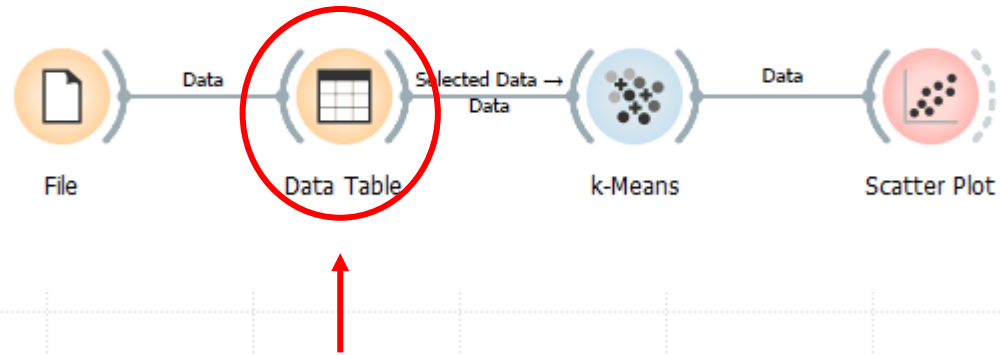 Data
Selected Data →
Data
Data
File
Data Table
k-Means
Scatter Plot